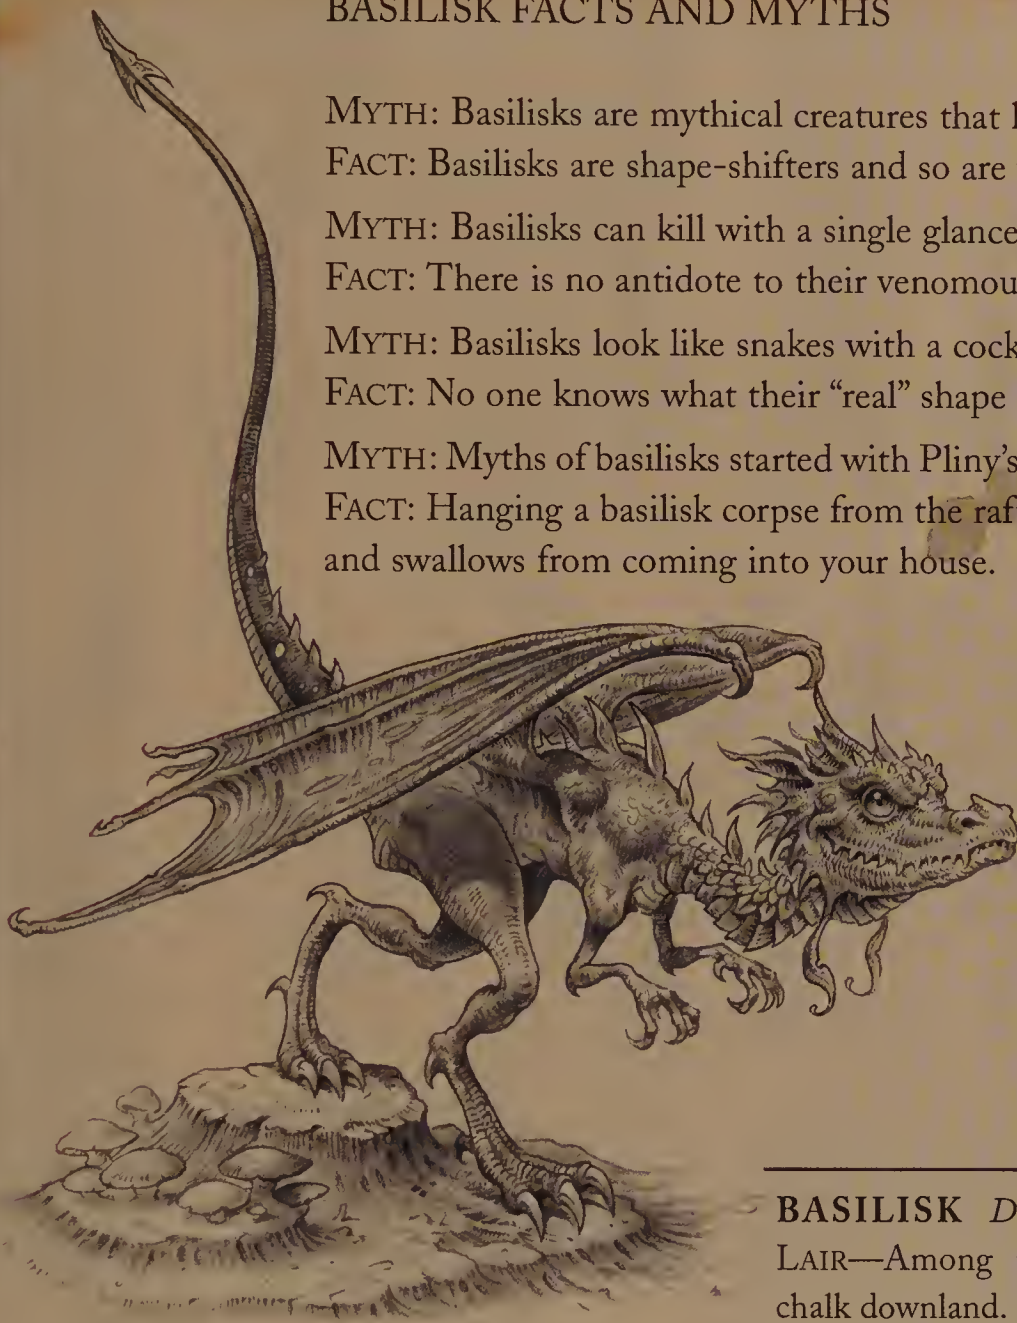 BASILISK FACTS AND MYTHS
MYTH: Basilisks are mythical creatures that
FACT: Basilisks are shape-shifters and so are
MYTH: Basilisks can kill with a single glance
FACT: There is no antidote to their venomou
MYTH: Basilisks look like snakes with a cock
FACT: No one knows what their “real” shape
MYTH: Myths of basilisks started with Pliny’s
FACT: Hanging a basilisk corpse from the raf
and swallows from coming into your house.
BASILISK D
LAIR—Among
chalk downland.